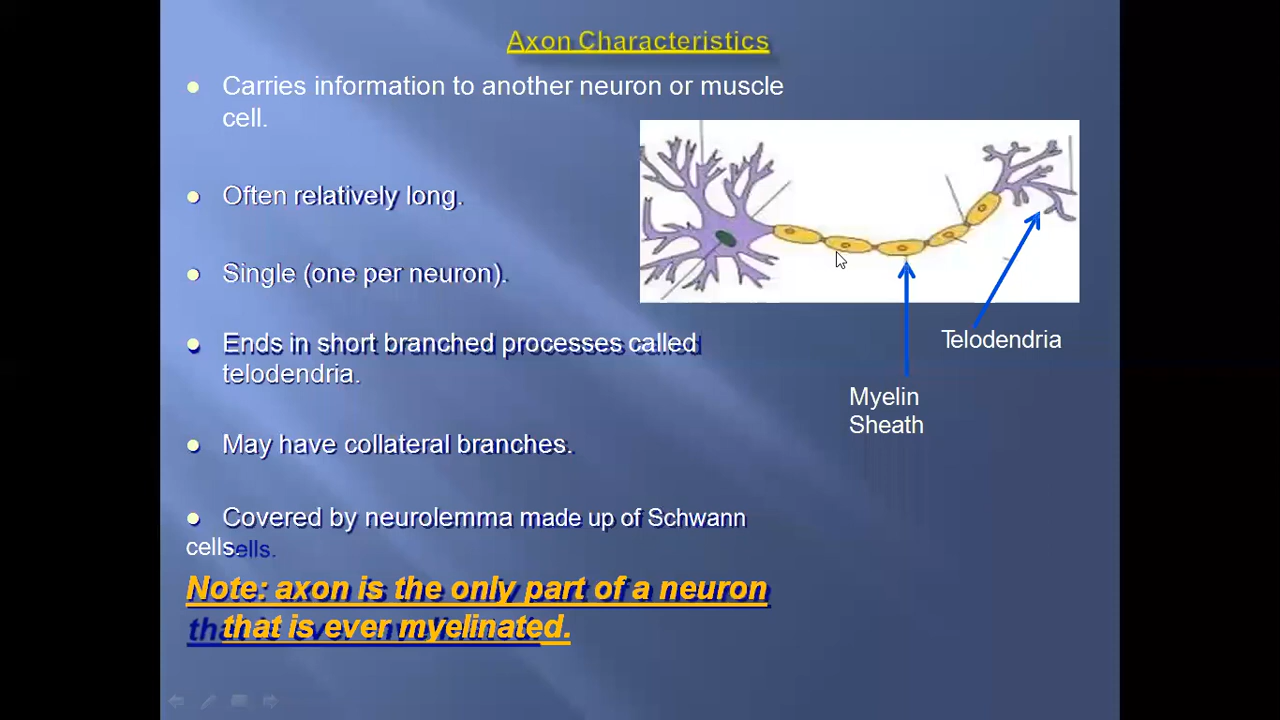 Axon Characteristics
Carries information to another neuron or muscle
cell.
Often relatively long.
Single (one per neuron).
Ends in short branched processes called
telodendria.
May have collateral branches.
Covered by neurolemma made up of Schwann
cells.
Note: axon is the only part of a neuron
that is ever myelinated.
Telodendria
Myelin
Sheath